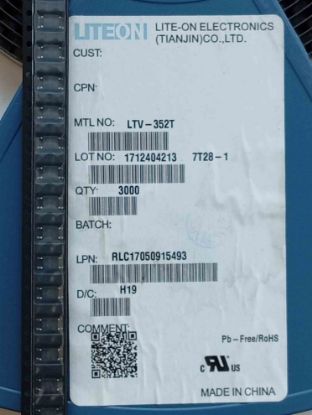 LITEON LITE-ON ELECTRONICS
(TIANJIN)CO.,LTD.
CUST:
CPN:
MTL NO: LTV-352T
LOT NO: 1712404213 7T28-1
QTY: 3000
BATCH:
LPN: RLC17050915493
D/C: H19
COMMENT:
Pb-Free/RoHS
c RU US
MADE IN CHINA